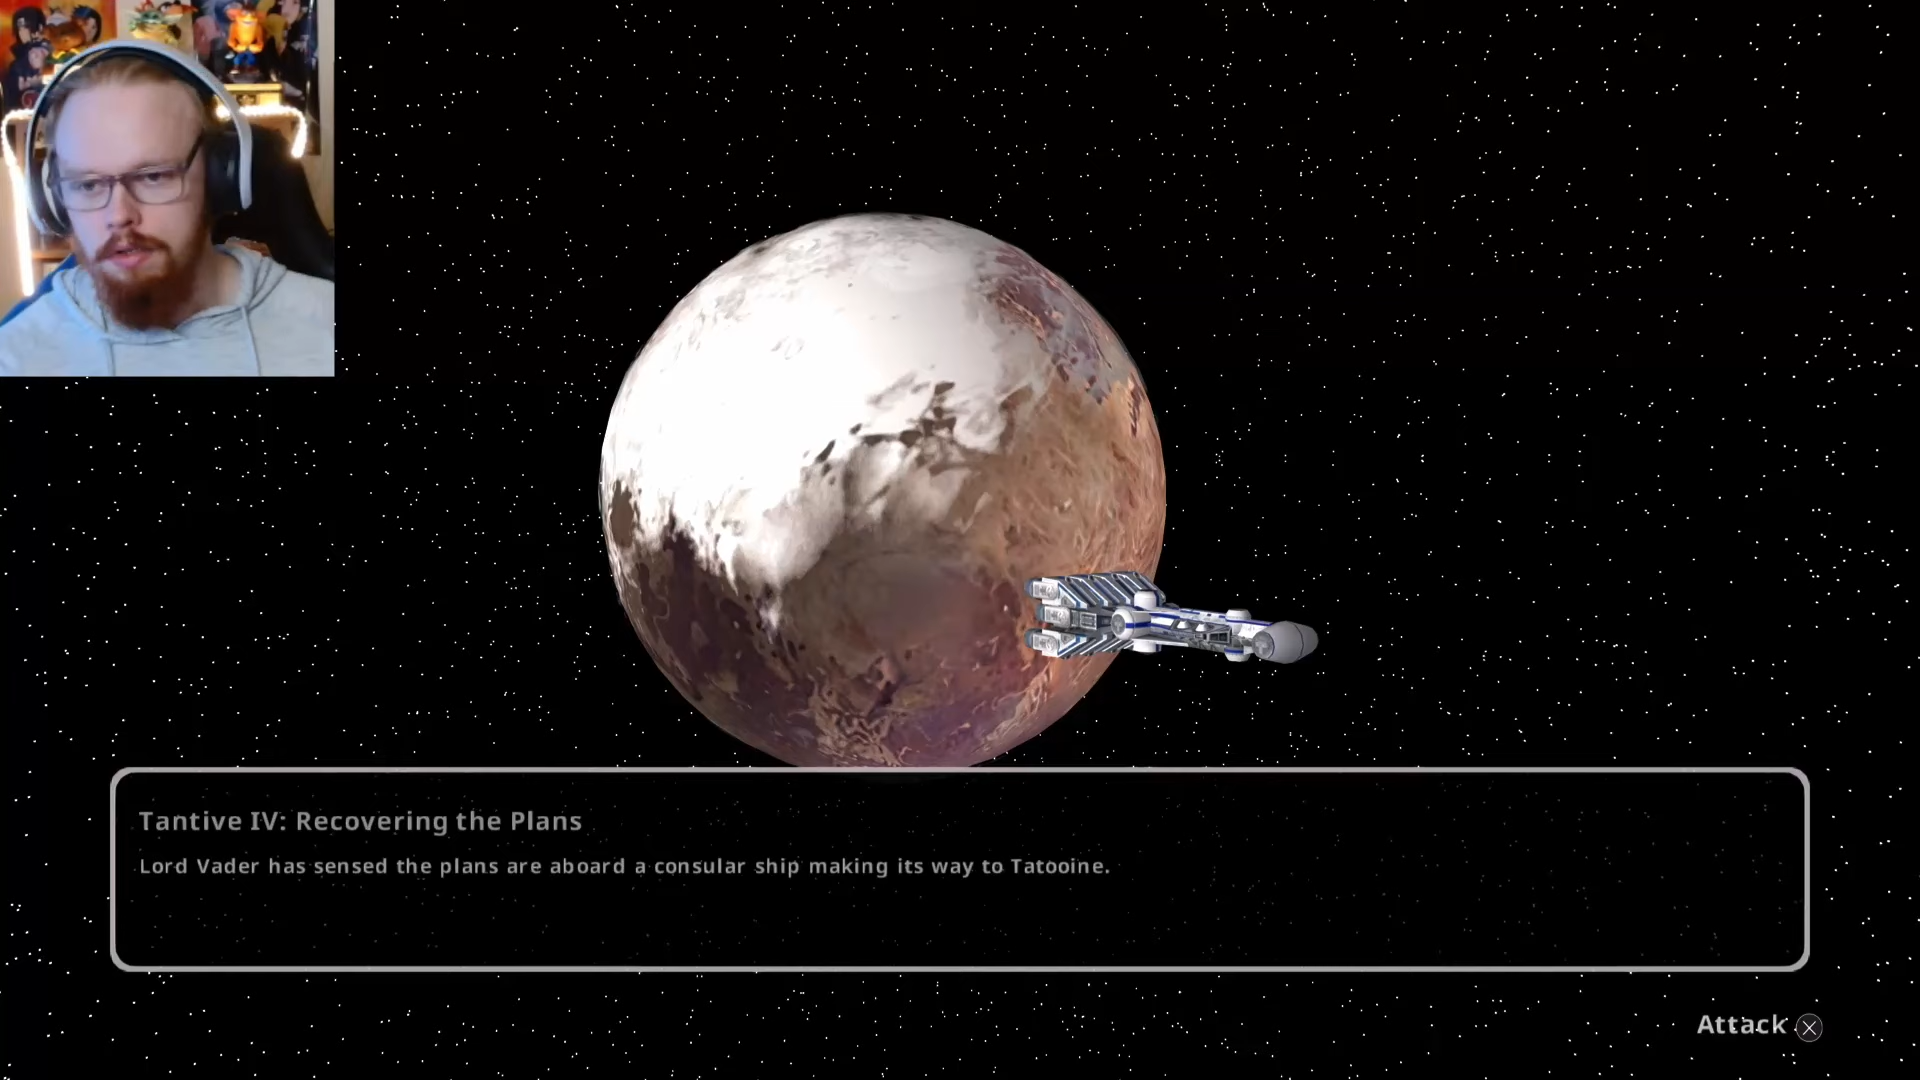 Tantive IV: Recovering the Plans
Lord Vader has sensed the plans are aboard a consular ship making its way to Tatooine.
Attack